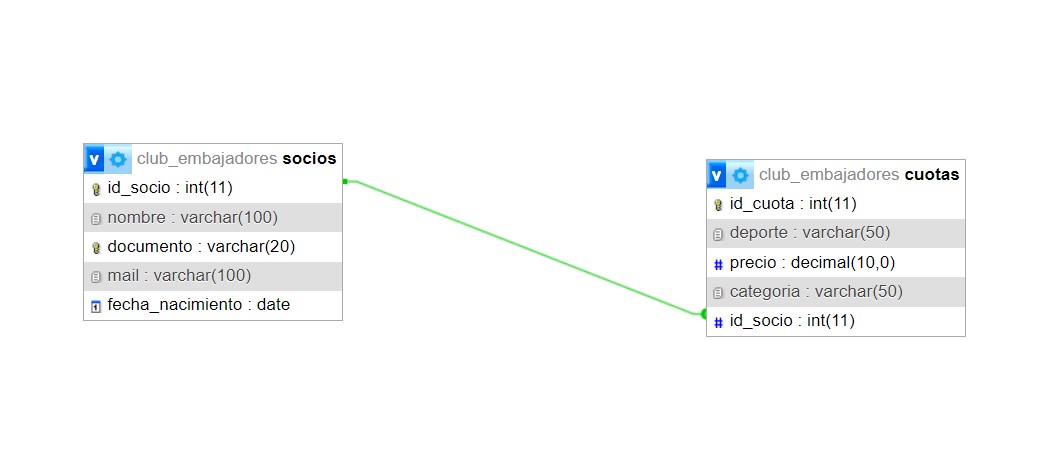 v club_embajadores socios
id_socio : int(11)
nombre : varchar(100)
documento : varchar(20)
mail : varchar(100)
fecha_nacimiento : date
v club_embajadores cuotas
id_cuota : int(11)
deporte : varchar(50)
# precio : decimal(10,0)
categoria : varchar(50)
# id_socio : int(11)